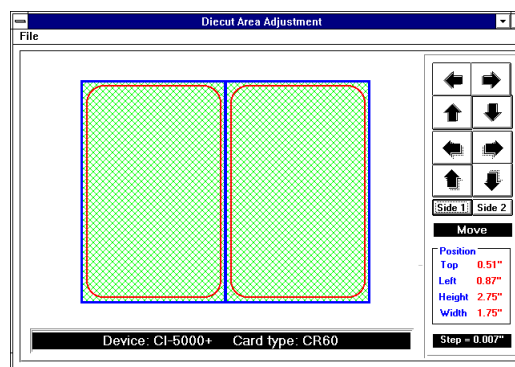 Diecut Area Adjustment
File
Side 1 Side 2
Move
Position
Top 0.51"
Left 0.87"
Height 2.75"
Width 1.75"
Device: CI-5000+ Card type: CR60
Step = 0.007"